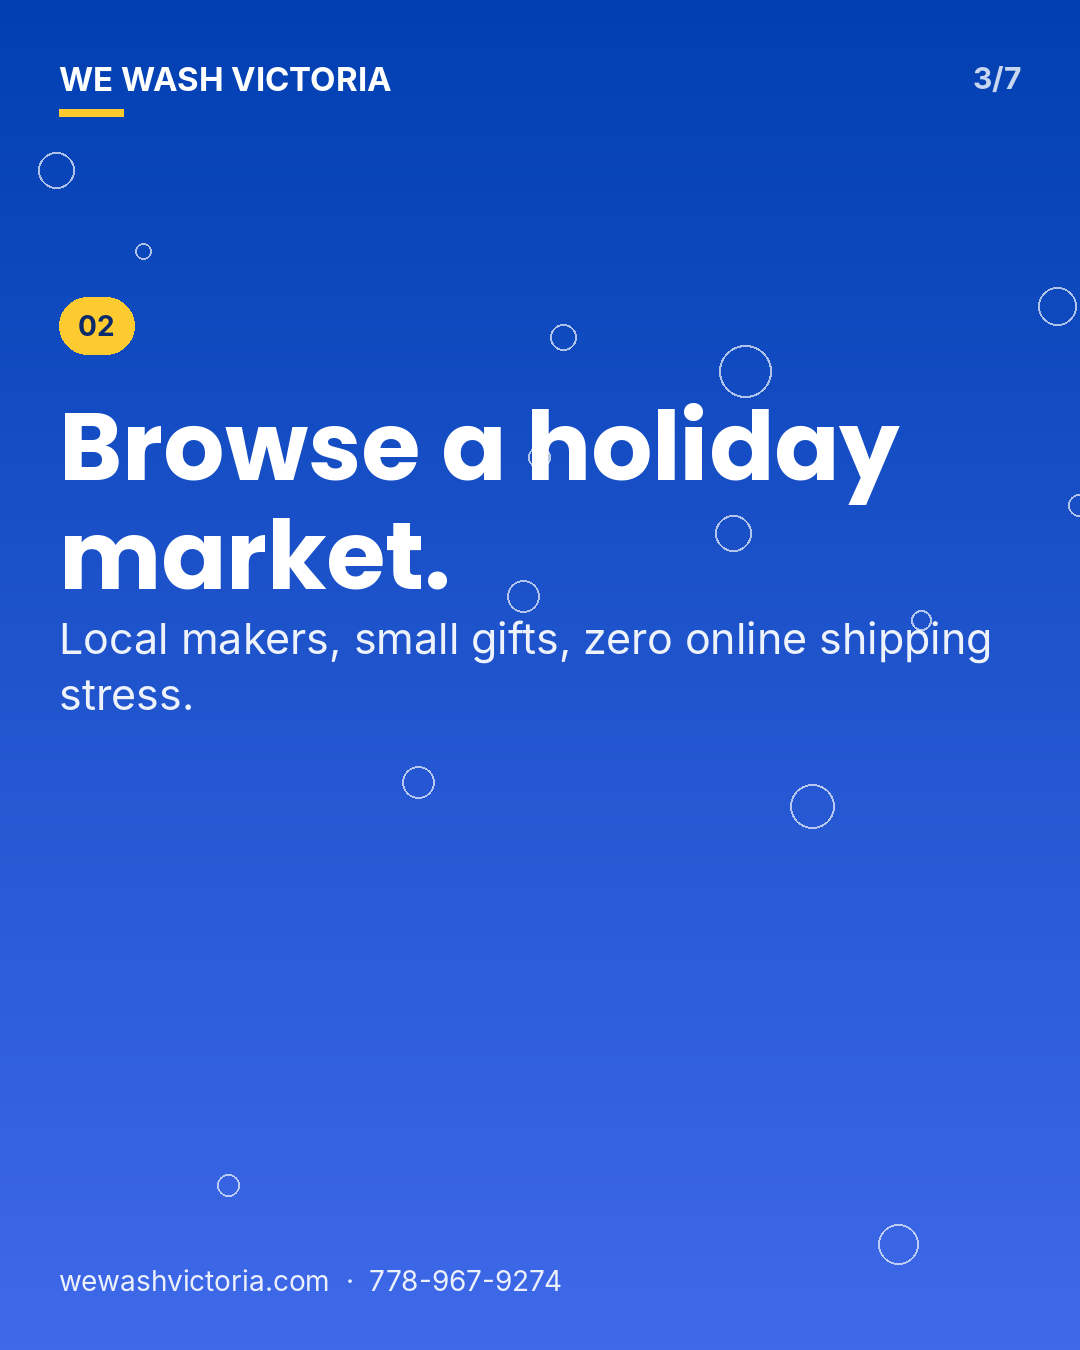 WE WASH VICTORIA
3/7
02
Browse a holiday
market.
Local makers, small gifts, zero online shipping
stress.
wewashvictoria.com · 778-967-9274